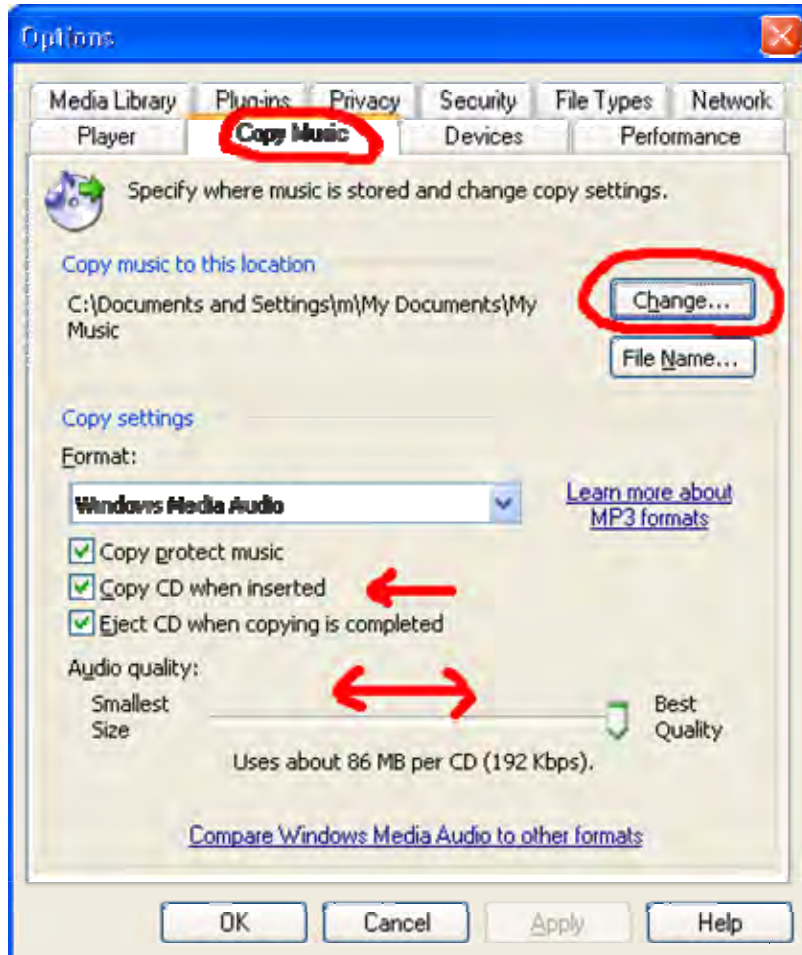 Options
Media Library Plug-ins Privacy Security File Types Network
Player Copy Music Devices Performance
Specify where music is stored and change copy settings.
Copy music to this location
C:\Documents and Settings\m\My Documents\My
Music
Change...
File Name...
Copy settings
Format:
Windows Media Audio
Learn more about
MP3 formats
Copy protect music
Copy CD when inserted
Eject CD when copying is completed
Audio quality:
Smallest
Size
Best
Quality
Uses about 86 MB per CD (192 Kbps).
Compare Windows Media Audio to other formats
OK Cancel Apply Help